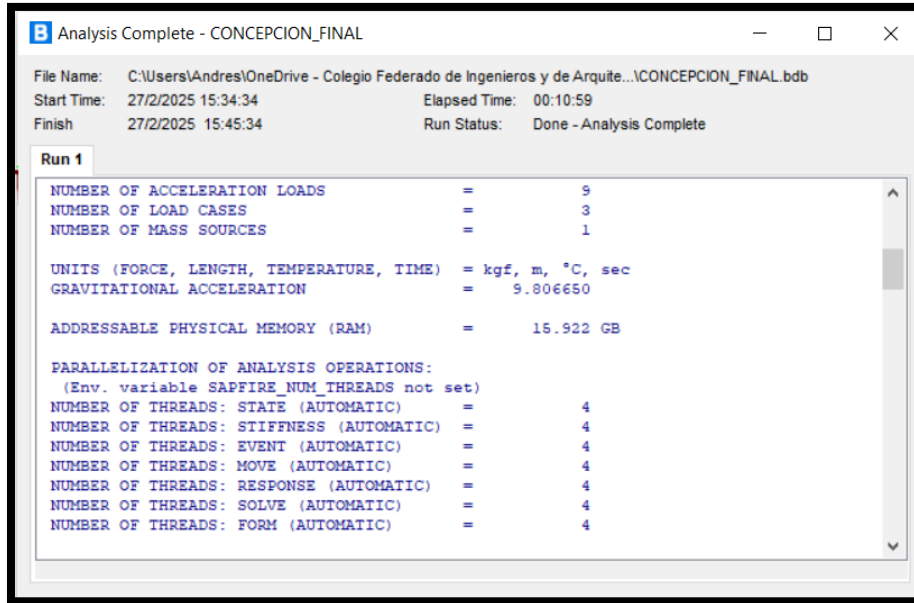 B Analysis Complete - CONCEPCION_FINAL
File Name: C:\Users\Andres\OneDrive - Colegio Federado de Ingenieros y de Arquite...\CONCEPCION_FINAL.bdb
Start Time: 27/2/2025 15:34:34 Elapsed Time: 00:10:59
Finish 27/2/2025 15:45:34 Run Status: Done - Analysis Complete
Run 1
NUMBER OF ACCELERATION LOADS = 9
NUMBER OF LOAD CASES = 3
NUMBER OF MASS SOURCES = 1
UNITS (FORCE, LENGTH, TEMPERATURE, TIME) = kgf, m, °C, sec
GRAVITATIONAL ACCELERATION = 9.806650
ADDRESSABLE PHYSICAL MEMORY (RAM) = 15.922 GB
PARALLELIZATION OF ANALYSIS OPERATIONS:
(Env. variable SAPFIRE_NUM_THREADS not set)
NUMBER OF THREADS: STATE (AUTOMATIC) = 4
NUMBER OF THREADS: STIFFNESS (AUTOMATIC) = 4
NUMBER OF THREADS: EVENT (AUTOMATIC) = 4
NUMBER OF THREADS: MOVE (AUTOMATIC) = 4
NUMBER OF THREADS: RESPONSE (AUTOMATIC) = 4
NUMBER OF THREADS: SOLVE (AUTOMATIC) = 4
NUMBER OF THREADS: FORM (AUTOMATIC) = 4